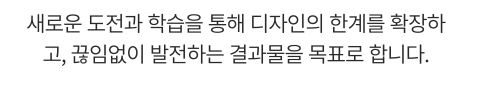 새로운 도전과 학습을 통해 디자인의 한계를 확장하
고, 끊임없이 발전하는 결과물을 목표로 합니다.